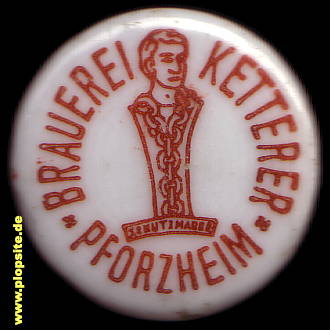 BRAUEREI KETTERER
* PFORZHEIM *
SCHUTZMARKE
www.plopsite.de